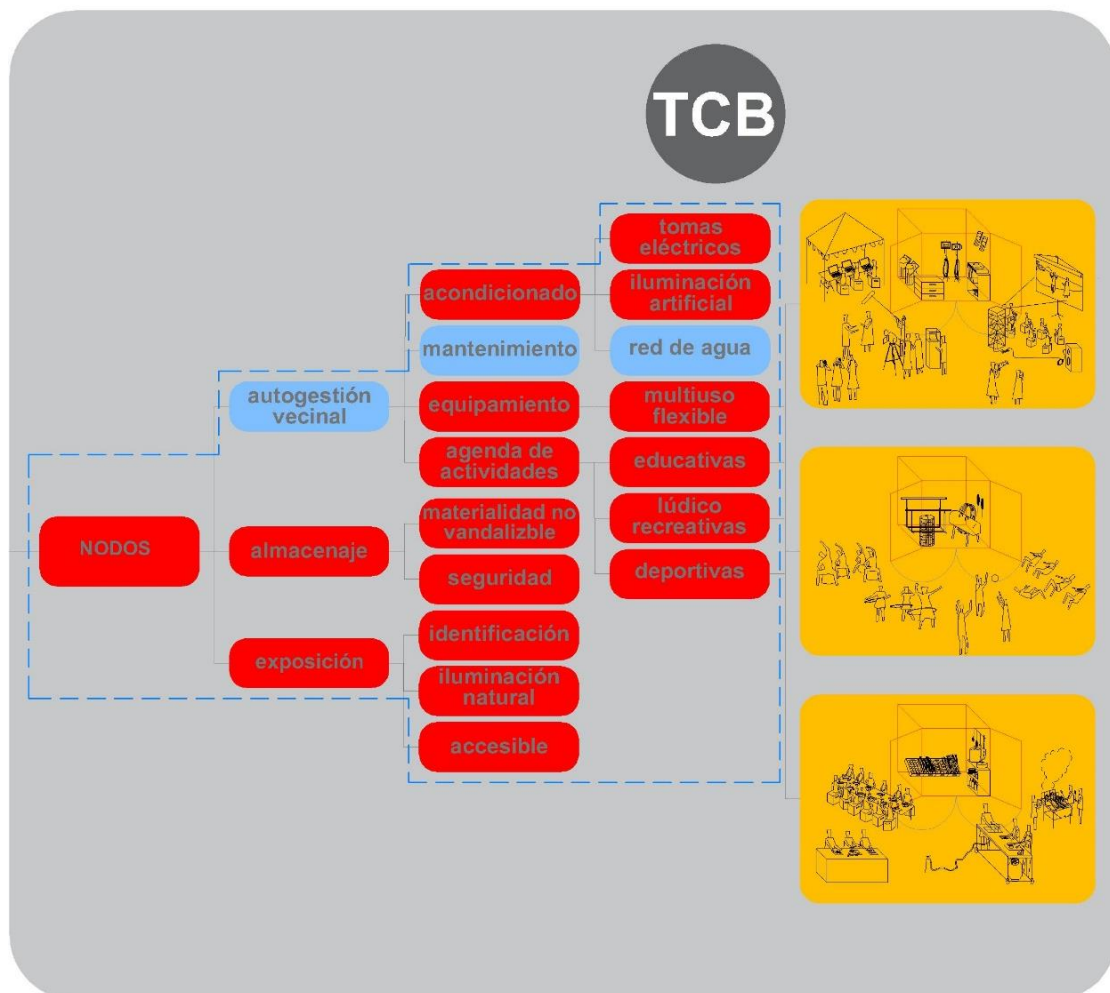 TCB
tomas
eléctricos
acondicionado
iluminación
artificial
mantenimiento
red de agua
autogestión
vecinal
equipamiento
multiuso
flexible
agenda de
actividades
educativas
materialidad no
vandalizble
lúdico
recreativas
NODOS
almacenaje
seguridad
deportivas
identificación
exposición
iluminación
natural
accesible